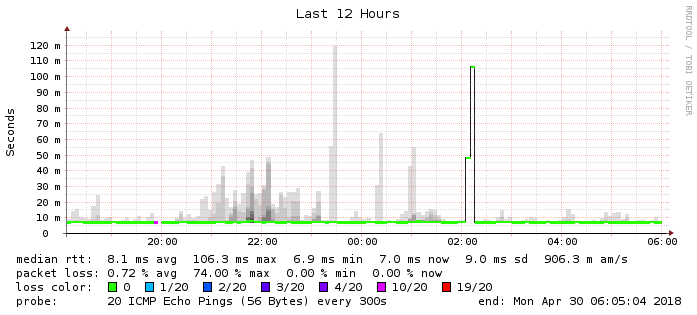 Last 12 Hours
RRDTOOL / TOBI OETIKER
Seconds
120 m
110 m
100 m
90 m
80 m
70 m
60 m
50 m
40 m
30 m
20 m
10 m
0
20:00 22:00 00:00 02:00 04:00 06:00
median rtt: 8.1 ms avg 106.3 ms max 6.9 ms min 7.0 ms now 9.0 ms sd 906.3 m am/s
packet loss: 0.72 % avg 74.00 % max 0.00 % min 0.00 % now
loss color: 0 1/20 2/20 3/20 4/20 10/20 19/20
probe: 20 ICMP Echo Pings (56 Bytes) every 300s end: Mon Apr 30 06:05:04 2018